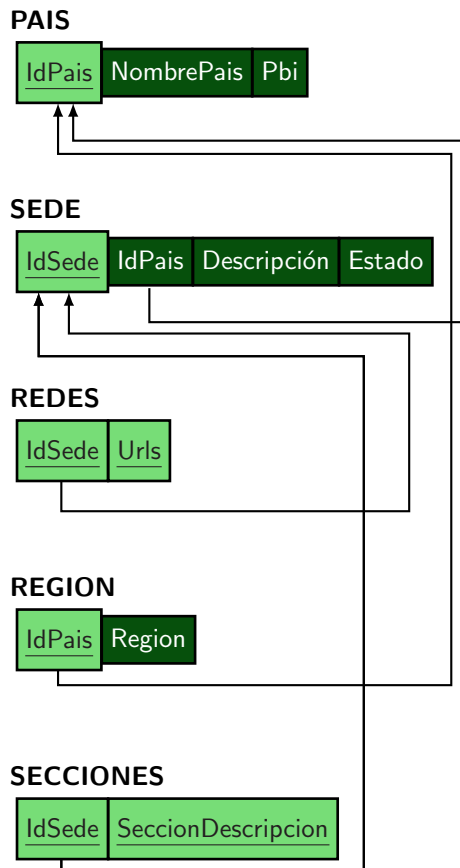 PAIS
IdPais NombrePais Pbi
SEDE
IdSede IdPais Descripción Estado
REDES
IdSede Urls
REGION
IdPais Region
SECCIONES
IdSede SeccionDescripcion